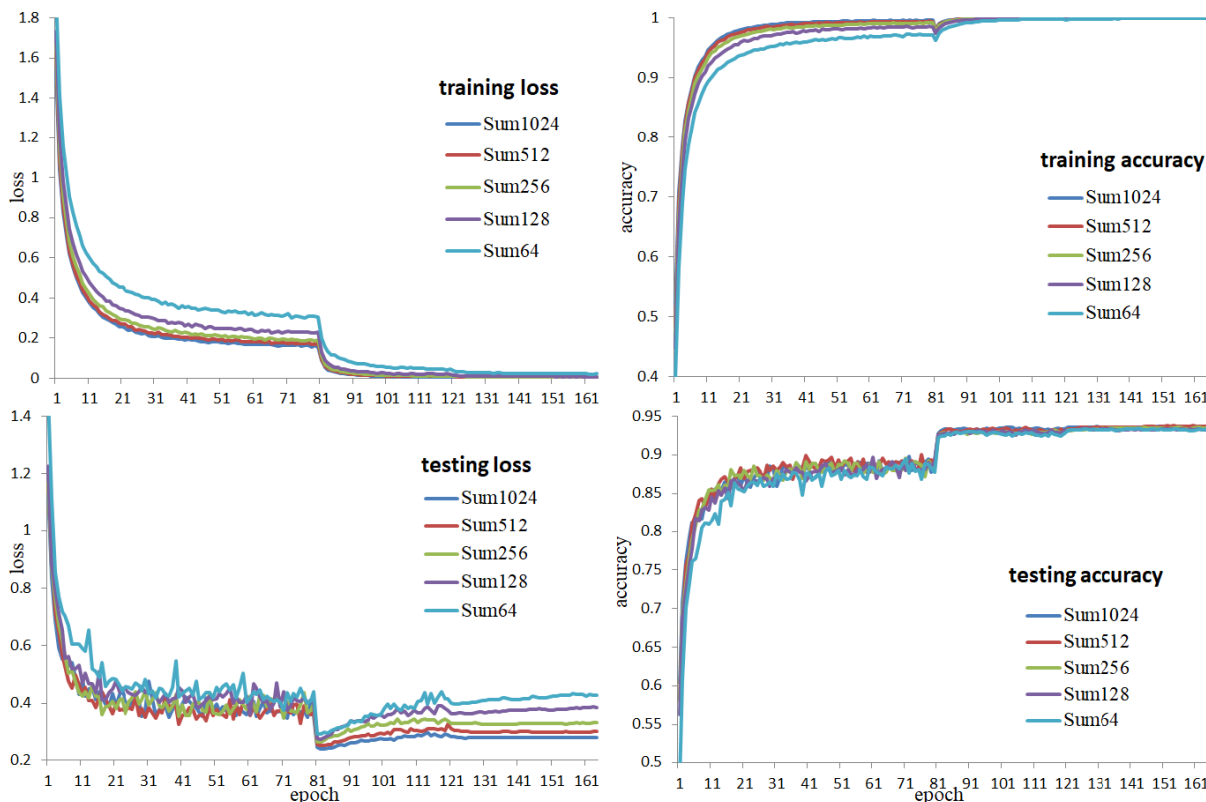 1.8
1.6
1.4
1.2
1
0.8
0.6
0.4
0.2
0
loss
training loss
Sum1024
Sum512
Sum256
Sum128
Sum64
1 11 21 31 41 51 61 71 81 91 101 111 121 131 141 151 161
1
0.9
0.8
0.7
0.6
0.5
0.4
accuracy
training accuracy
Sum1024
Sum512
Sum256
Sum128
Sum64
1 11 21 31 41 51 61 71 81 91 101 111 121 131 141 151 161
1.4
1.2
1
0.8
0.6
0.4
0.2
loss
testing loss
Sum1024
Sum512
Sum256
Sum128
Sum64
1 11 21 31 41 51 61 71 81 91 101 111 121 131 141 151 161
epoch
0.95
0.9
0.85
0.8
0.75
0.7
0.65
0.6
0.55
0.5
accuracy
testing accuracy
Sum1024
Sum512
Sum256
Sum128
Sum64
1 11 21 31 41 51 61 71 81 91 101 111 121 131 141 151 161
epoch